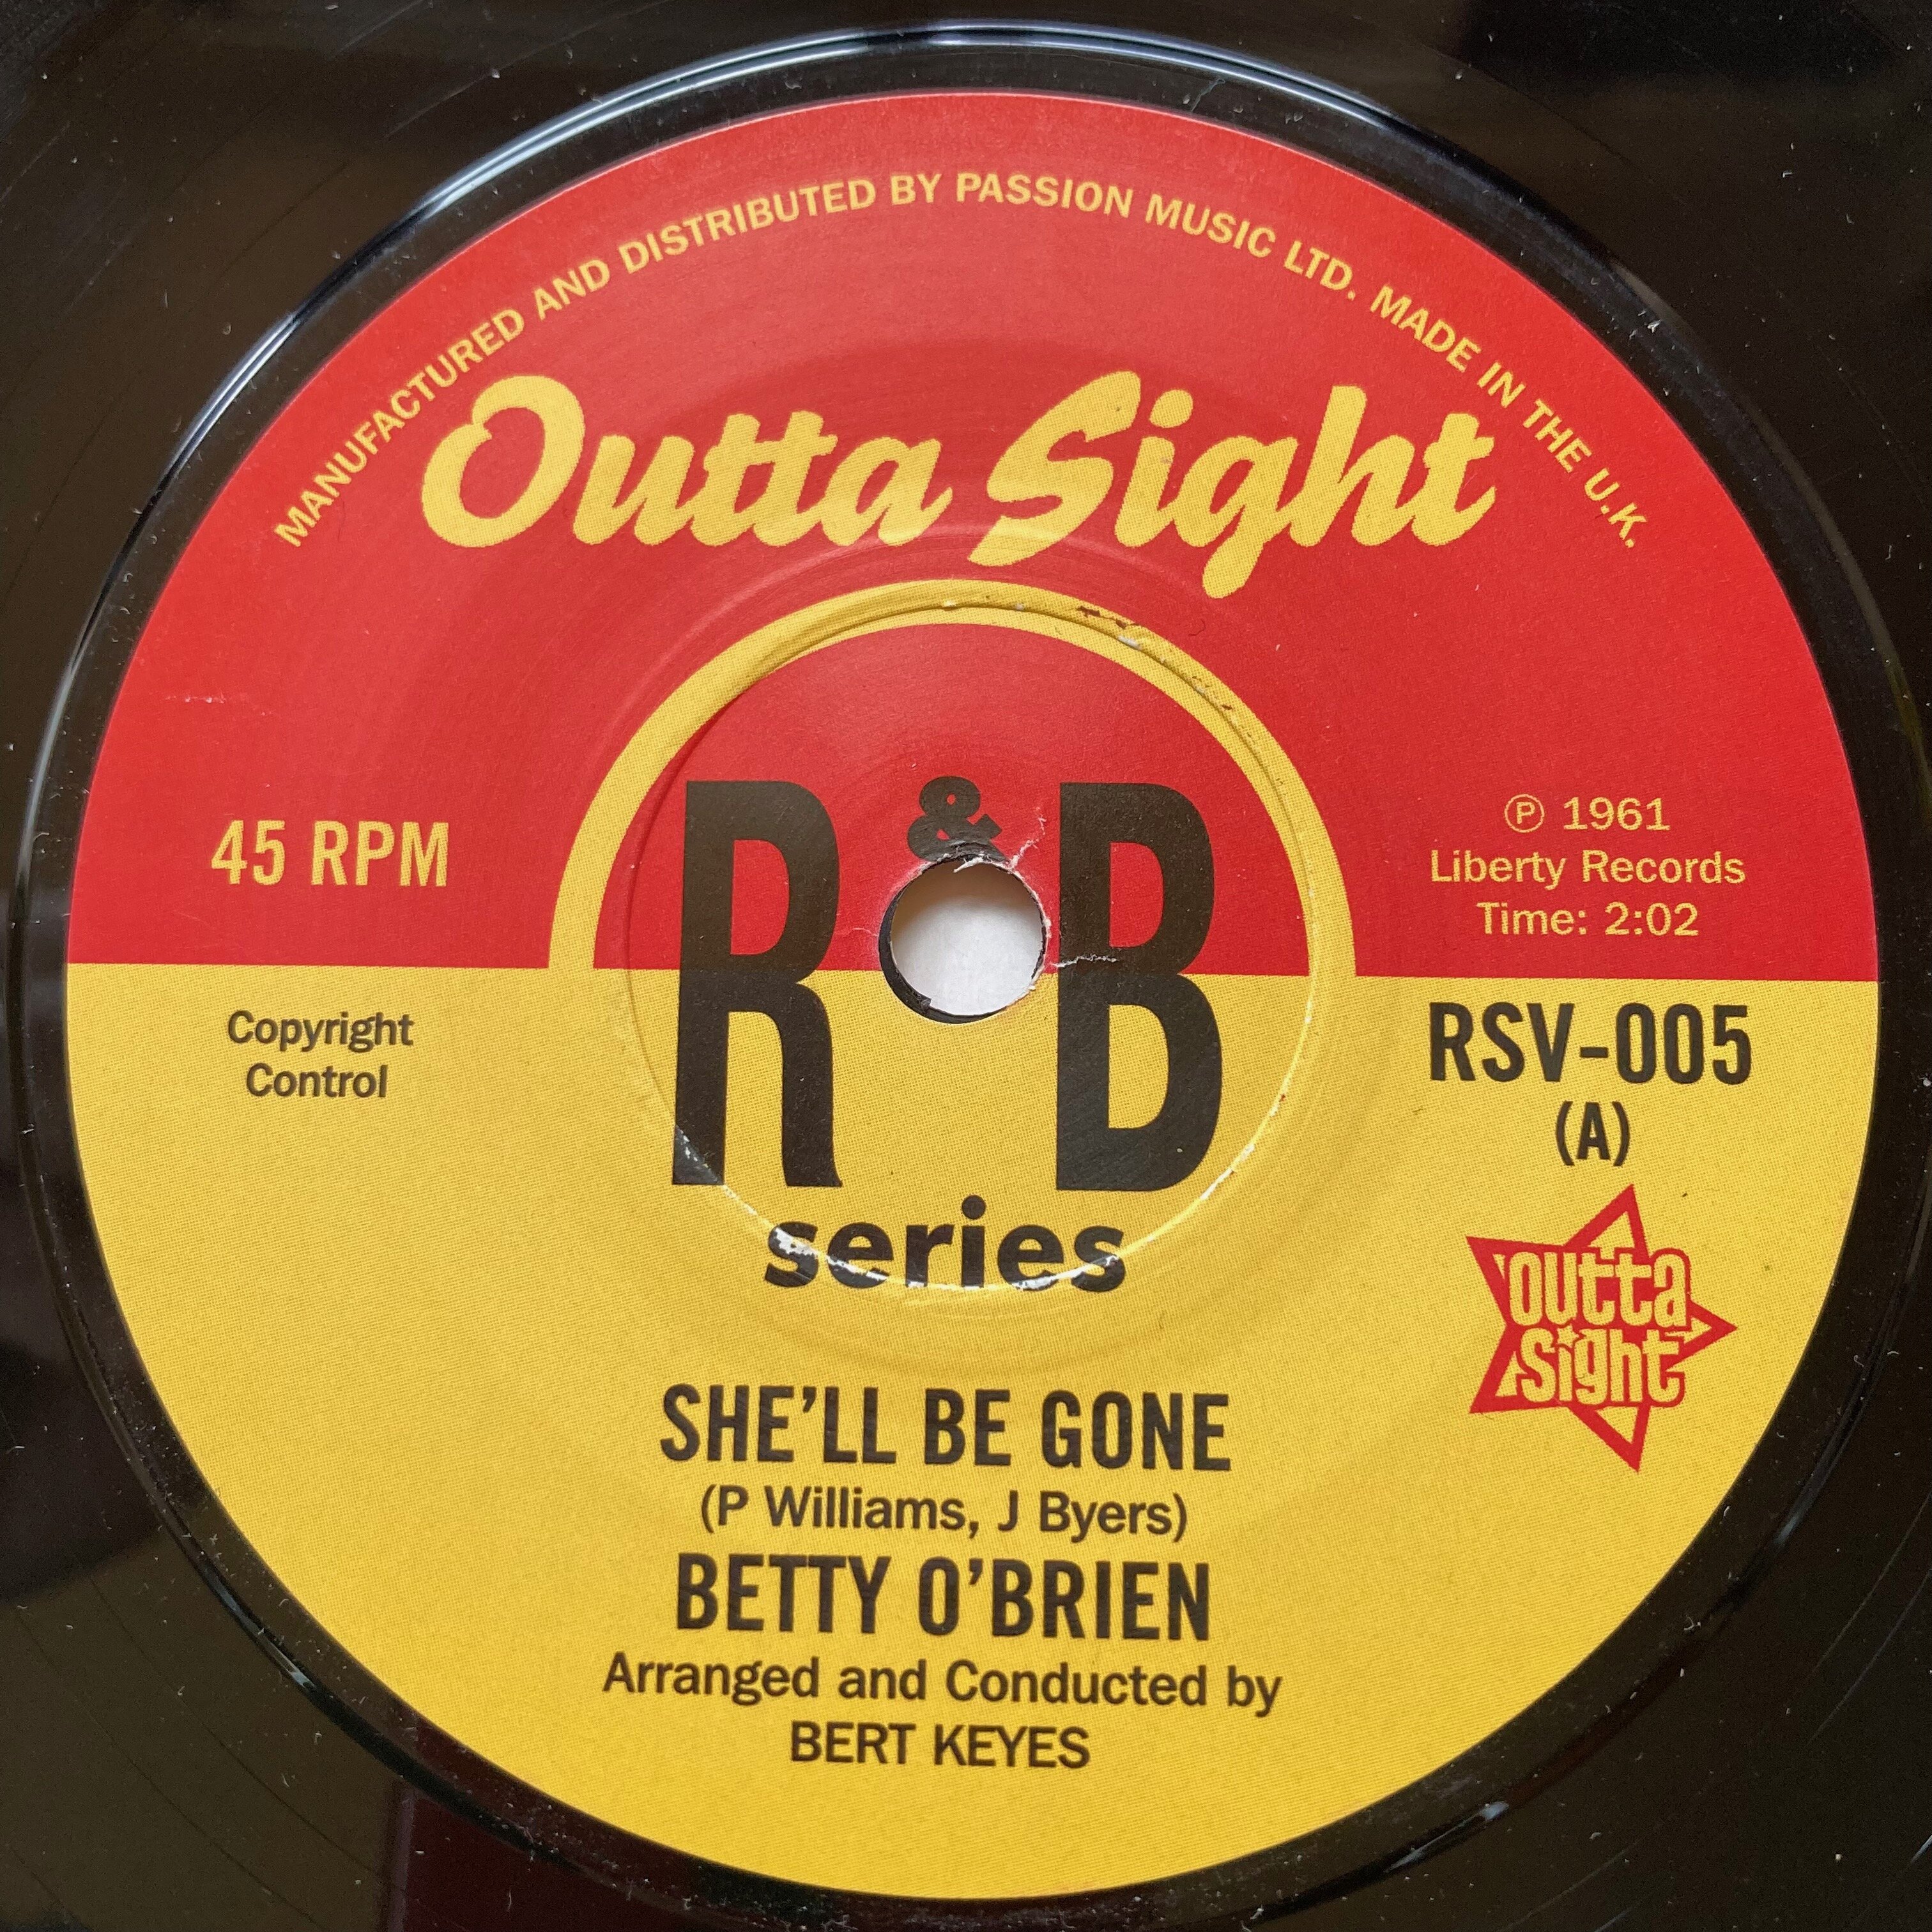 MANUFACTURED AND DISTRIBUTED BY PASSION MUSIC LTD. MADE IN THE U.K.
Outta Sight
R & B
series
45 RPM
℗ 1961
Liberty Records
Time: 2:02
Copyright
Control
RSV-005
(A)
outta
Sight
SHE'LL BE GONE
(P Williams, J Byers)
BETTY O'BRIEN
Arranged and Conducted by
BERT KEYES